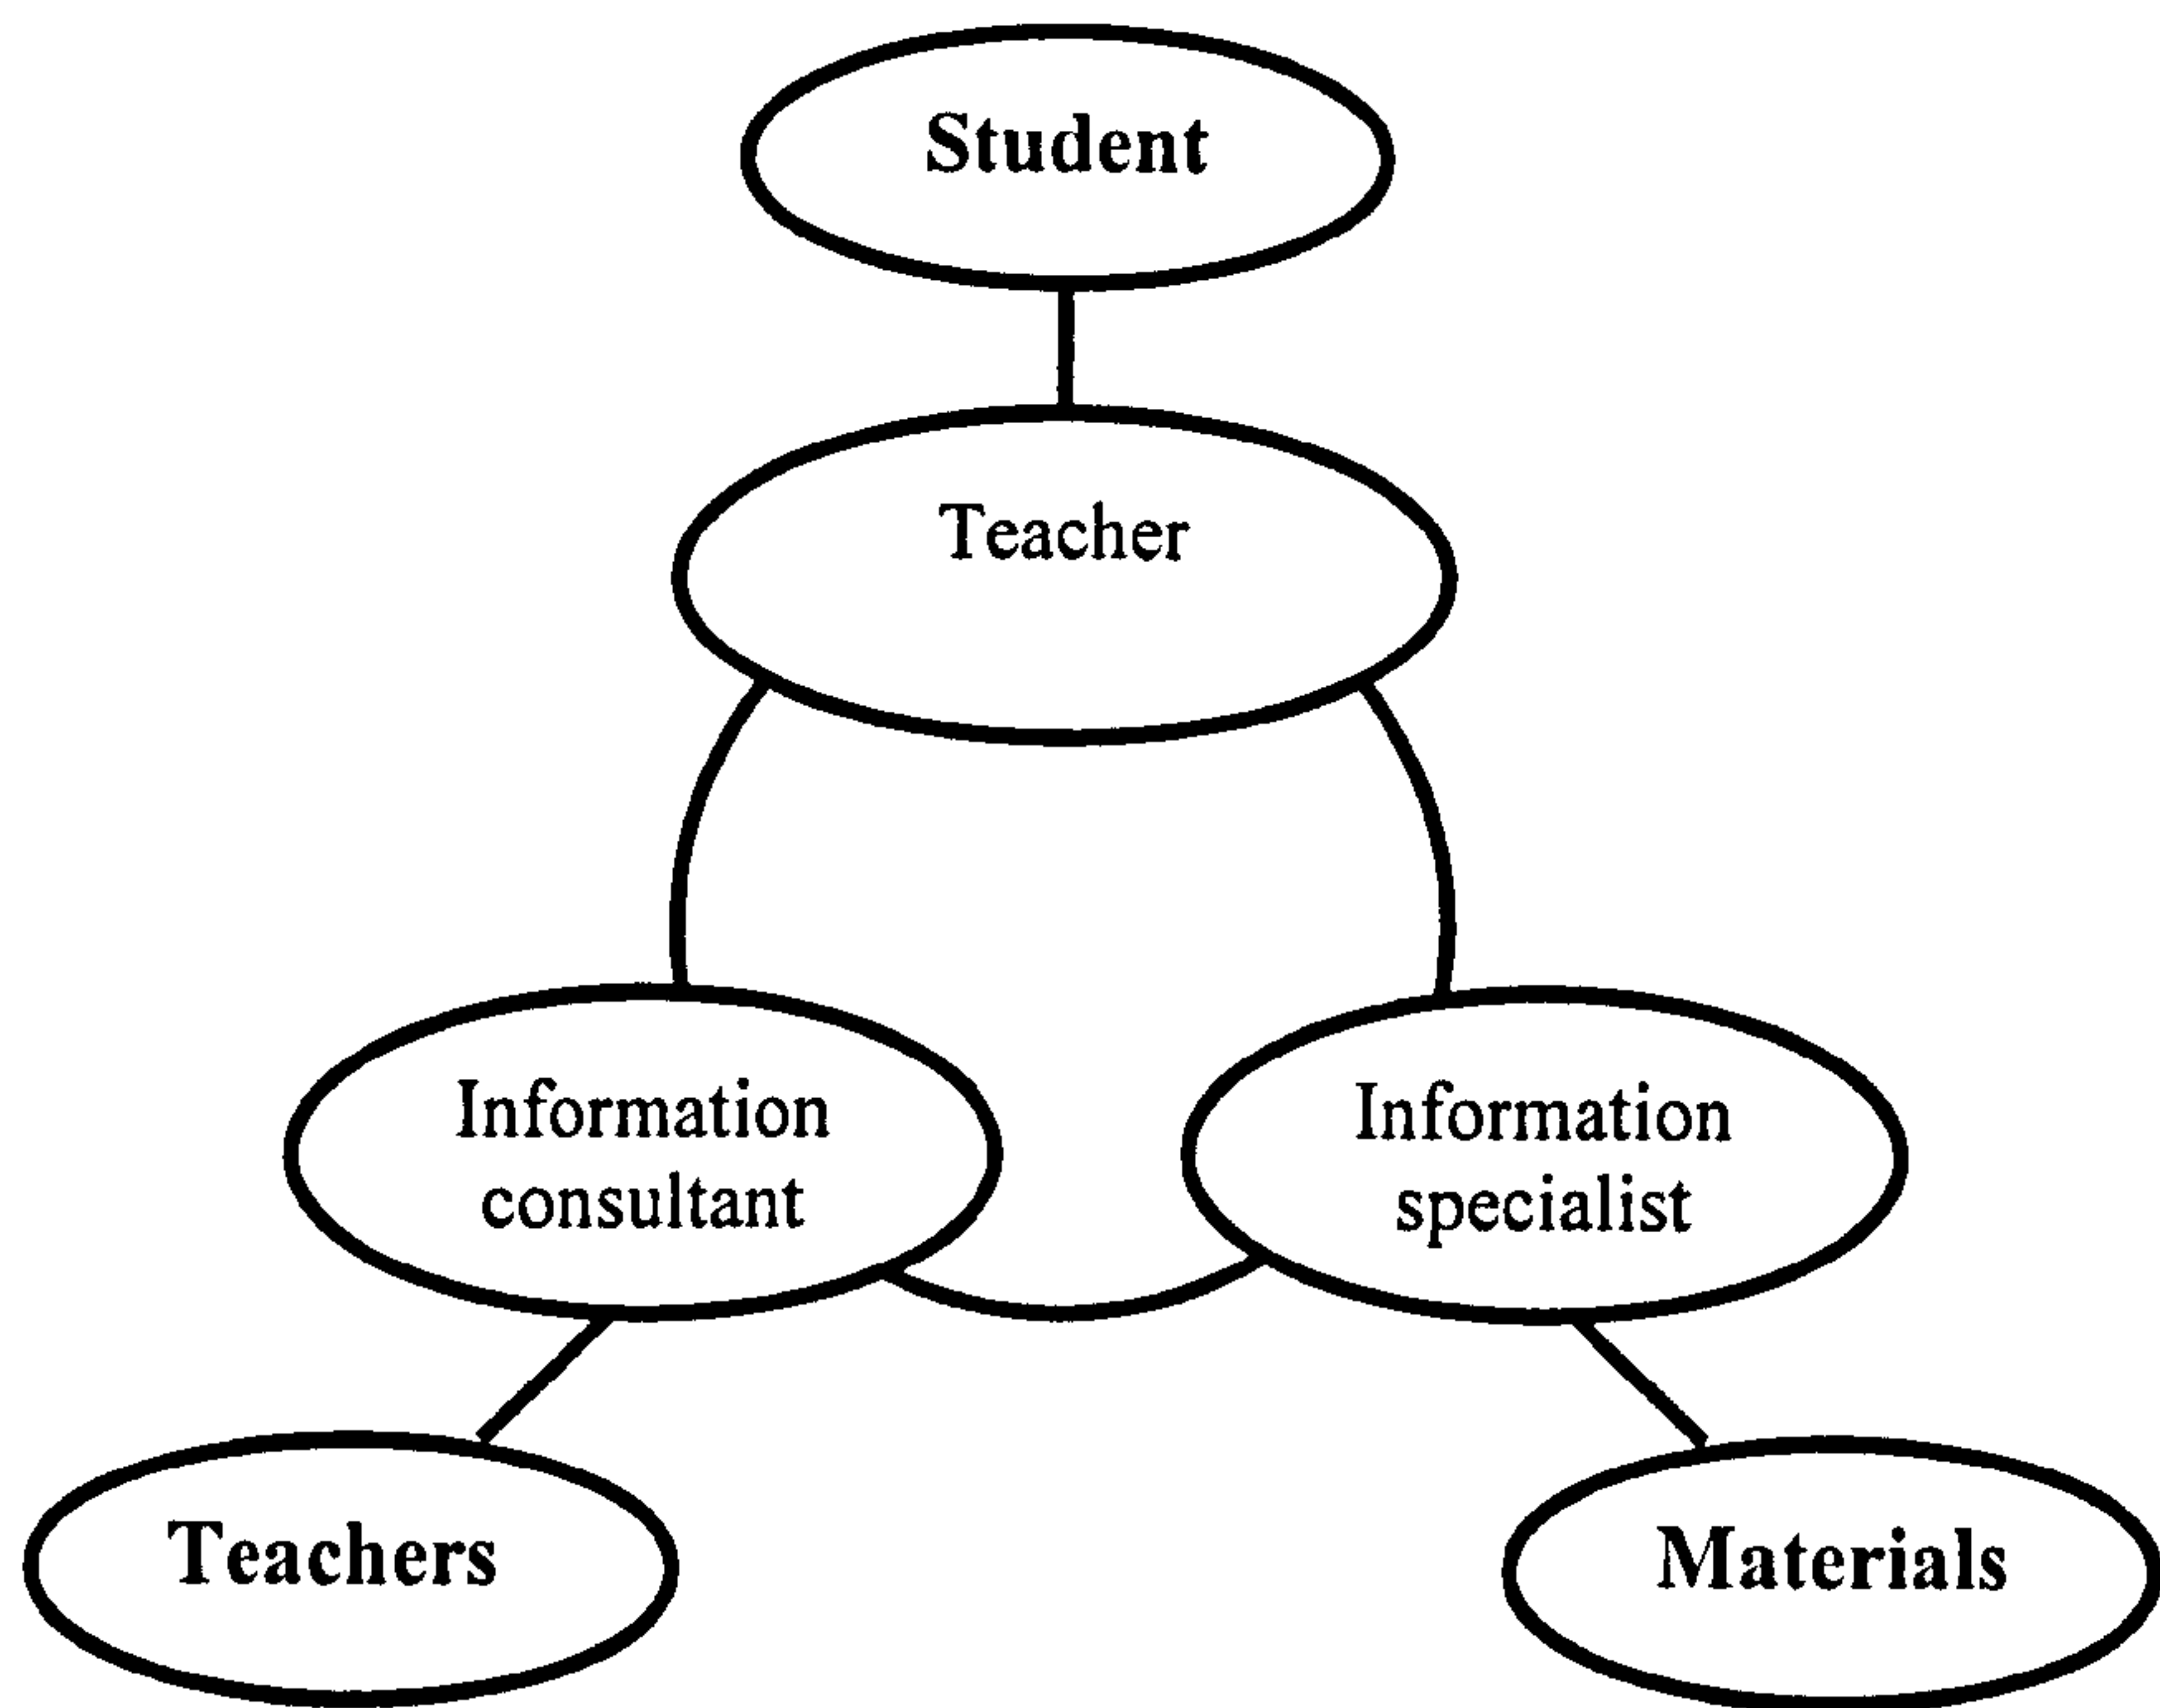 Student
Teacher
Information
consultant
Information
specialist
Teachers
Materials